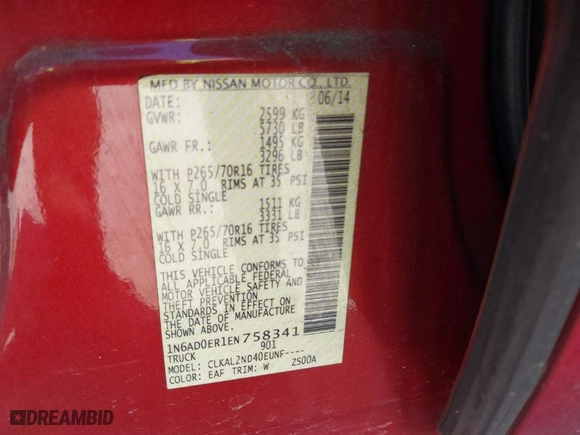 MFD BY NISSAN MOTOR CO., LTD.
DATE: 06/14
GVWR: 2599 KG
5730 LB
GAWR FR.: 1495 KG
3296 LB
WITH P265/70R16 TIRES
16 X 7.0 RIMS AT 35 PSI
COLD SINGLE
GAWR RR.: 1511 KG
3331 LB
WITH P265/70R16 TIRES
16 X 7.0 RIMS AT 35 PSI
COLD SINGLE
THIS VEHICLE CONFORMS TO
ALL APPLICABLE FEDERAL
MOTOR VEHICLE SAFETY AND
THEFT PREVENTION
STANDARDS IN EFFECT ON
THE DATE OF MANUFACTURE
SHOWN ABOVE.
1N6AD0ER1EN758341
TRUCK 901
MODEL: CLKAL2ND40EUNF----
COLOR: EAF TRIM: W Z500A
DREAMBID